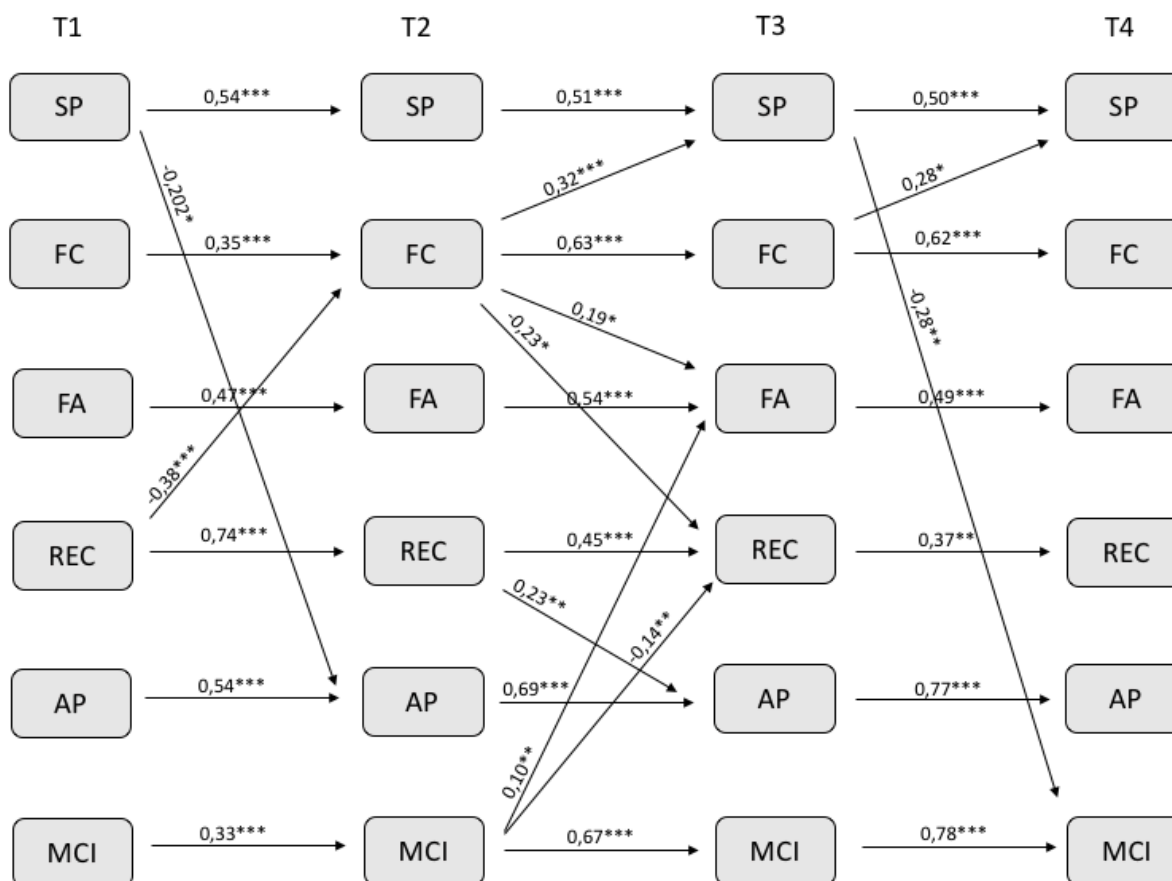 T1 T2 T3 T4
SP 0,54*** SP 0,51*** SP 0,50*** SP
-0,202* 0,32*** 0,28*
FC 0,35*** FC 0,63*** FC 0,62*** FC
-0,23* 0,19* -0,28**
FA 0,47*** FA 0,54*** FA 0,49*** FA
-0,38***
REC 0,74*** REC 0,45*** REC 0,37** REC
0,23** -0,14**
AP 0,54*** AP 0,69*** AP 0,77*** AP
0,10**
MCI 0,33*** MCI 0,67*** MCI 0,78*** MCI